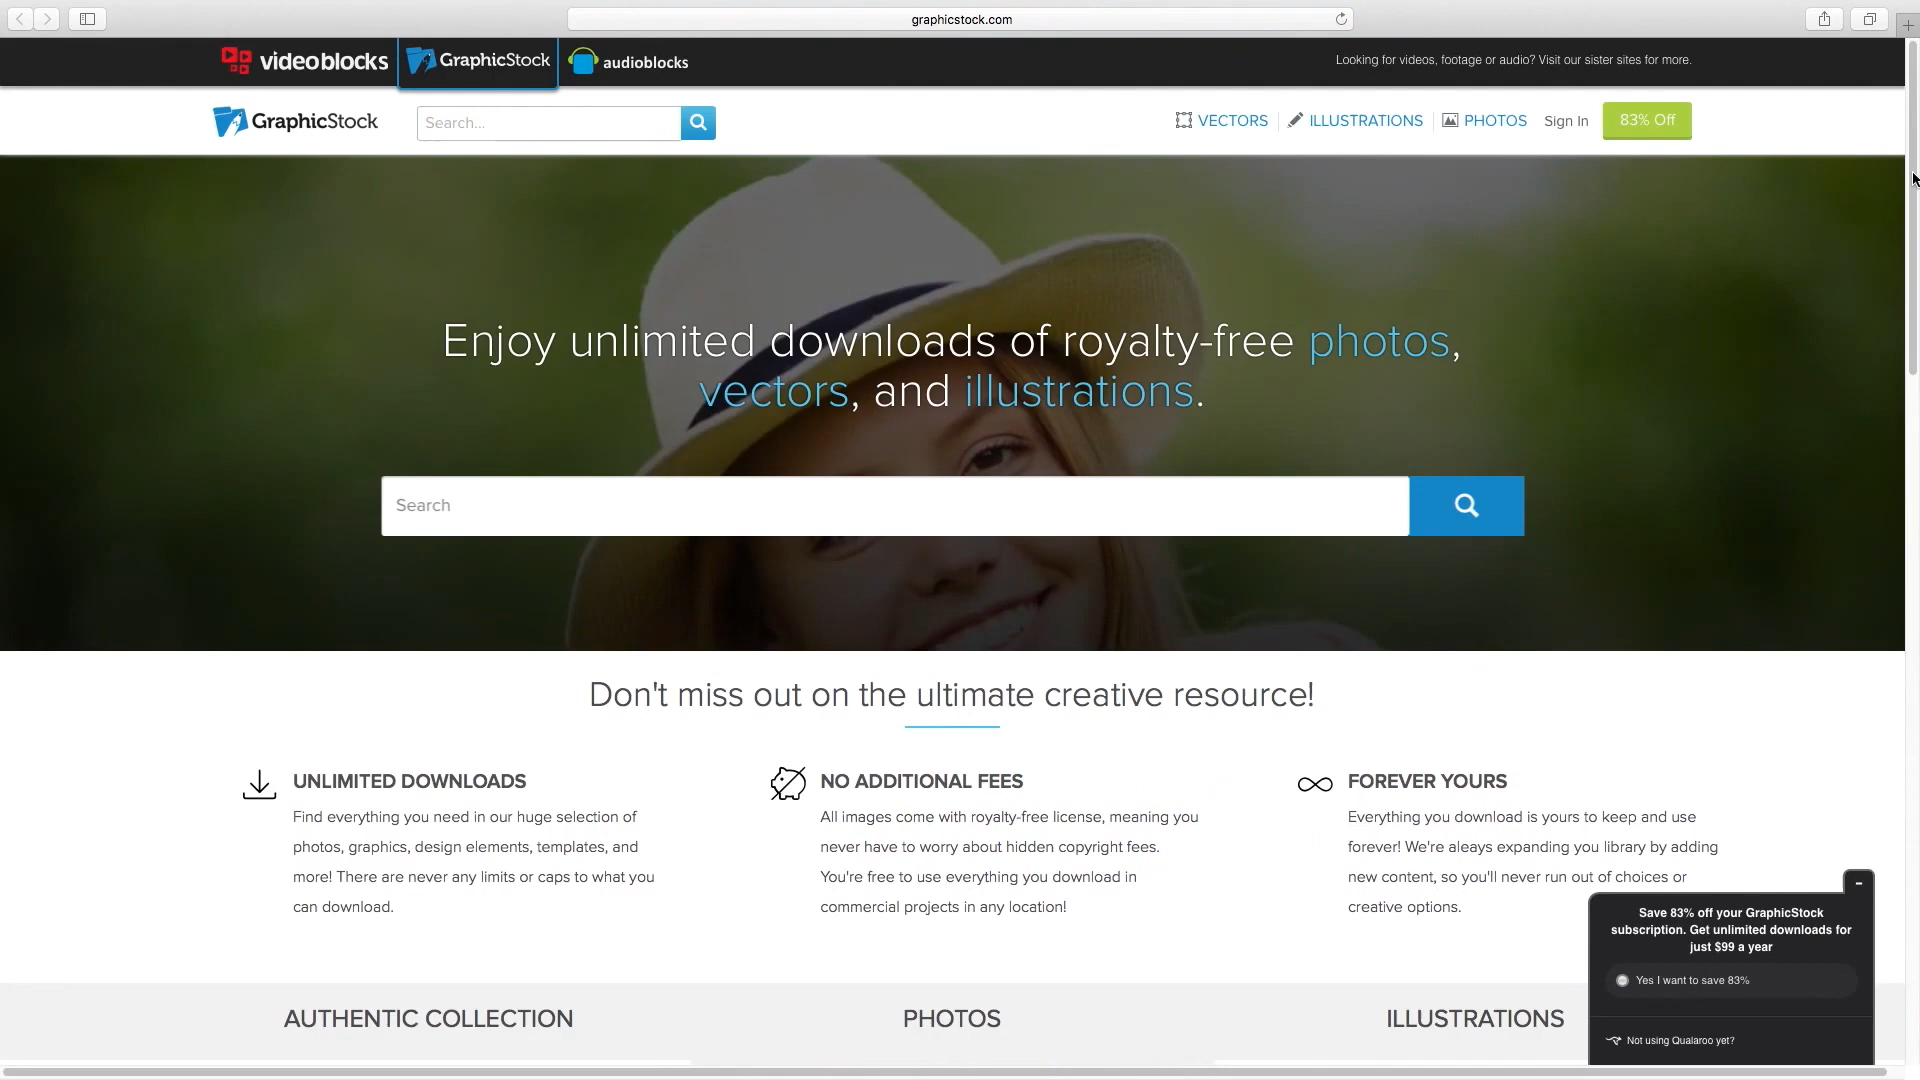 graphicstock.com
videoblocks
GraphicStock
audioblocks
Looking for videos, footage or audio? Visit our sister sites for more.
GraphicStock
Search...
VECTORS
ILLUSTRATIONS
PHOTOS
Sign In
83% Off
Enjoy unlimited downloads of royalty-free photos,
vectors, and illustrations.
Search
Don't miss out on the ultimate creative resource!
UNLIMITED DOWNLOADS
Find everything you need in our huge selection of
photos, graphics, design elements, templates, and
more! There are never any limits or caps to what you
can download.
NO ADDITIONAL FEES
All images come with royalty-free license, meaning you
never have to worry about hidden copyright fees.
You're free to use everything you download in
commercial projects in any location!
FOREVER YOURS
Everything you download is yours to keep and use
forever! We're aleays expanding you library by adding
new content, so you'll never run out of choices or
creative options.
Save 83% off your GraphicStock
subscription. Get unlimited downloads for
just $99 a year
Yes I want to save 83%
Not using Qualaroo yet?
AUTHENTIC COLLECTION
PHOTOS
ILLUSTRATIONS